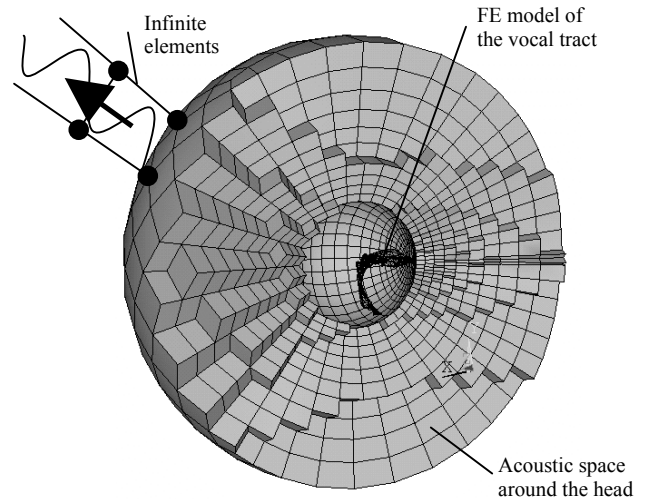 Infinite
elements
FE model of
the vocal tract
X
Acoustic space
around the head